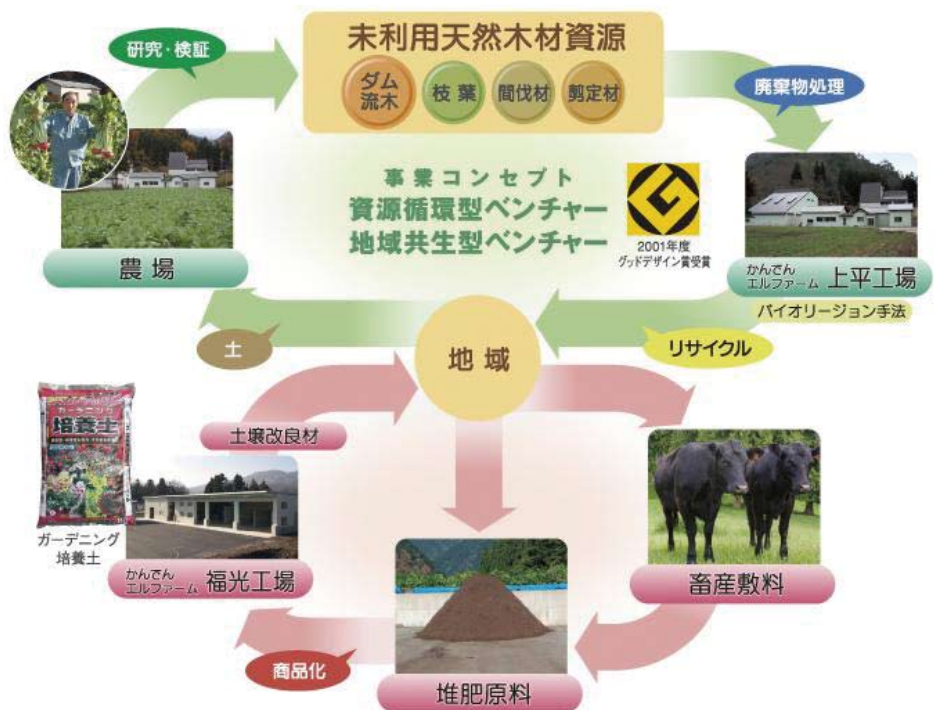 研究・検証
未利用天然木材資源
ダム
流木
枝葉
間伐材
剪定材
廃棄物処理
事業コンセプト
資源循環型ベンチャー
地域共生型ベンチャー
2001年度
グッドデザイン賞受賞
農場
かんでん
エルファーム 上平工場
バイオリージョン手法
土
地域
リサイクル
ガーデニング
培養土
土壌改良材
ガーデニング
培養土
かんでん
エルファーム 福光工場
畜産敷料
商品化
堆肥原料